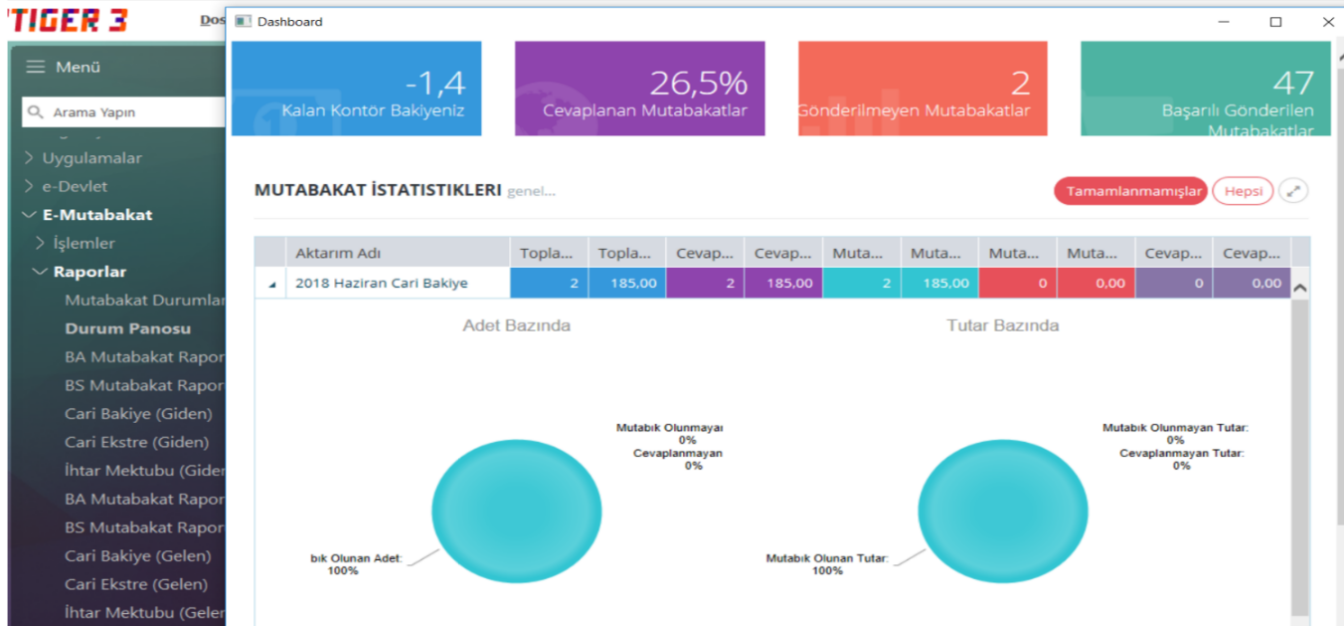 TIGER 3
Dos
Dashboard
Menü
Arama Yapın
Uygulamalar
e-Devlet
E-Mutabakat
İşlemler
Raporlar
Mutabakat Durumlar
Durum Panosu
BA Mutabakat Rapor
BS Mutabakat Rapor
Cari Bakiye (Giden)
Cari Ekstre (Giden)
İhtar Mektubu (Gider
BA Mutabakat Rapor
BS Mutabakat Rapor
Cari Bakiye (Gelen)
Cari Ekstre (Gelen)
İhtar Mektubu (Geler
-1,4
Kalan Kontör Bakiyeniz
26,5%
Cevaplanan Mutabakatlar
2
Gönderilmeyen Mutabakatlar
47
Başarılı Gönderilen
Mutabakatlar
MUTABAKAT İSTATISTIKLERI genel...
Tamamlanmamışlar Hepsi
Aktarım Adı Topla... Topla... Cevap... Cevap... Muta... Muta... Muta... Muta... Cevap... Cevap...
2018 Haziran Cari Bakiye 2 185,00 2 185,00 2 185,00 0 0,00 0 0,00
Adet Bazında
Mutabık Olunmayaı
0%
Cevaplanmayan
0%
bık Olunan Adet:
100%
Tutar Bazında
Mutabık Olunmayan Tutar:
0%
Cevaplanmayan Tutar:
0%
Mutabık Olunan Tutar:
100%